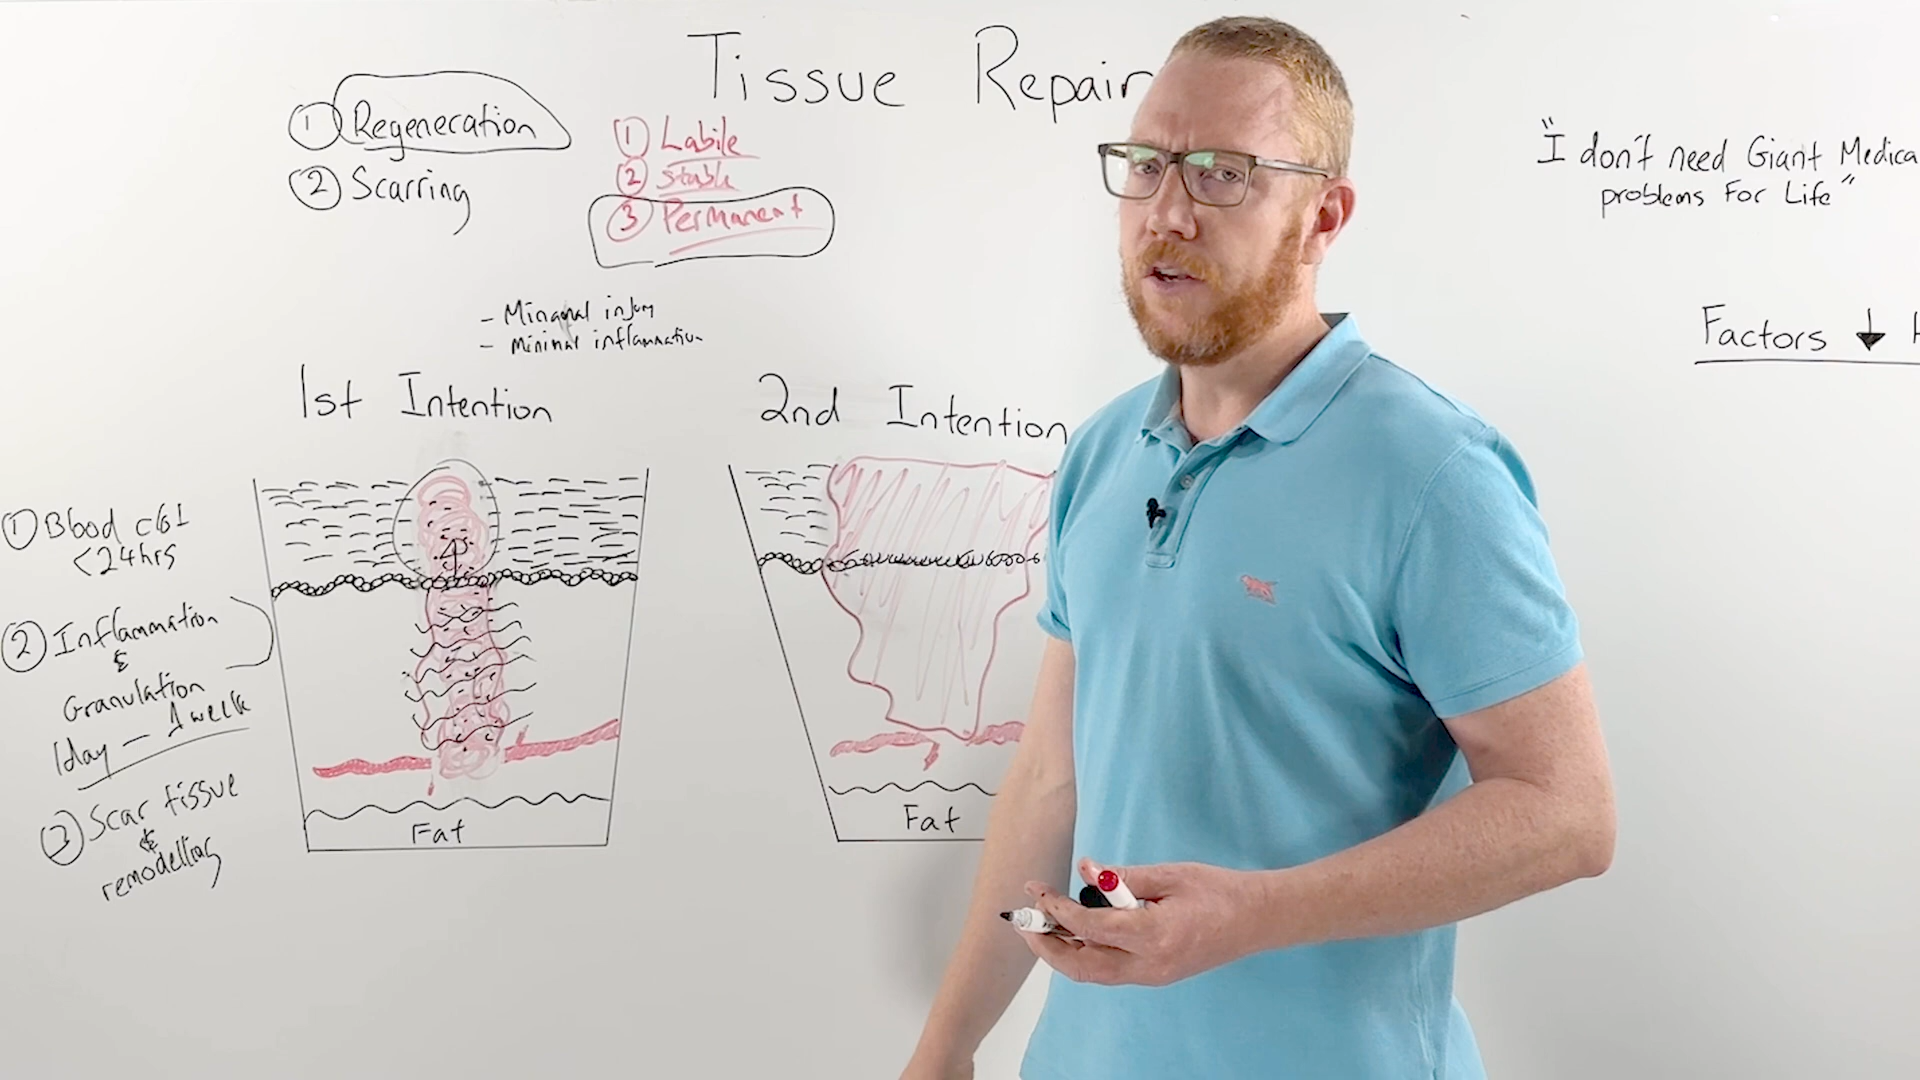 Tissue Repair
① Regeneration
② Scarring
① Labile
② Stable
③ Permanent
"I don't need Giant Medica
problems For Life"
Factors ↓ H
- Minimal injury
- Minimal inflammation
1st Intention
2nd Intention
① Blood clot
<24hrs
② Inflammation
&
Granulation
1day — 1 week
③ Scar tissue
&
remodelling
Fat
Fat